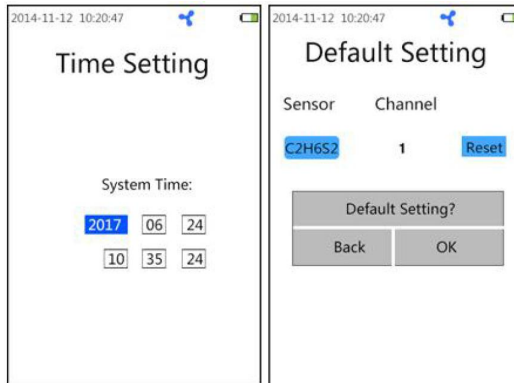 2014-11-12 10:20:47
Time Setting
System Time:
2017 06 24
10 35 24
2014-11-12 10:20:47
Default Setting
Sensor Channel
C2H6S2 1 Reset
Default Setting?
Back OK